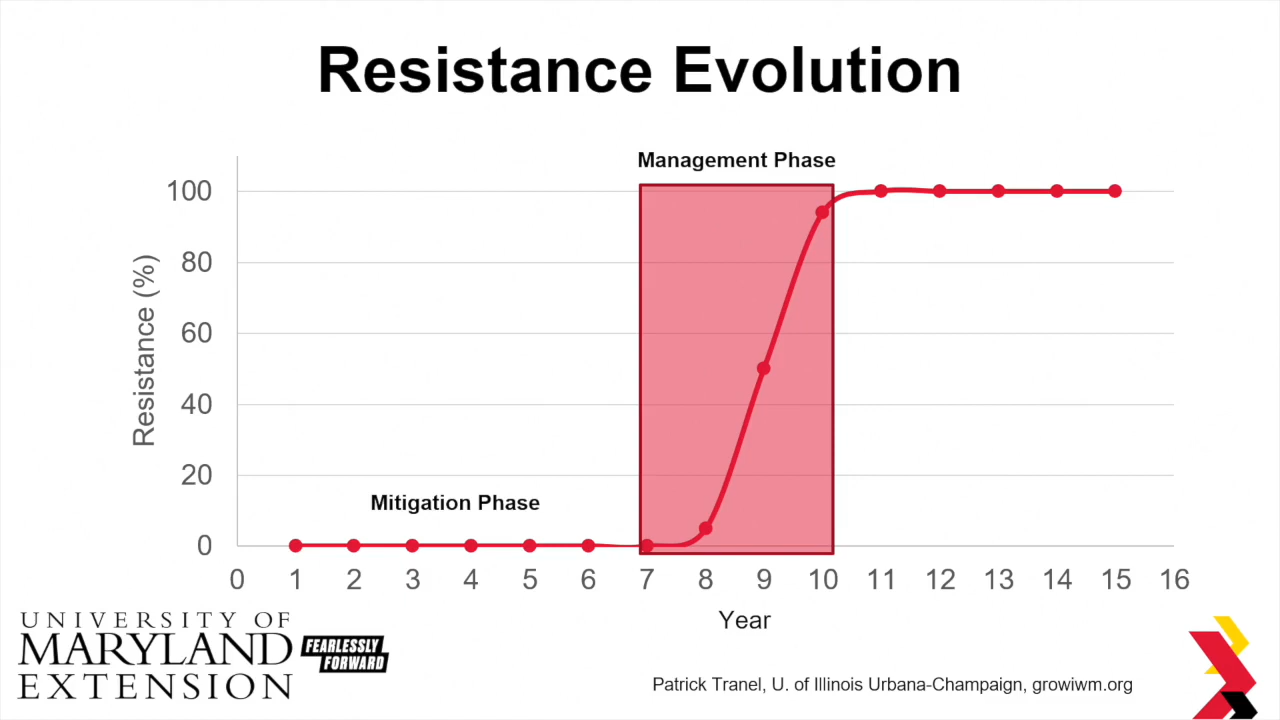 Resistance Evolution
Management Phase
100
80
60
40
20
0
Resistance (%)
Mitigation Phase
0 1 2 3 4 5 6 7 8 9 10 11 12 13 14 15 16
Year
UNIVERSITY OF
MARYLAND
EXTENSION
FEARLESSLY
FORWARD
Patrick Tranel, U. of Illinois Urbana-Champaign, growiwm.org